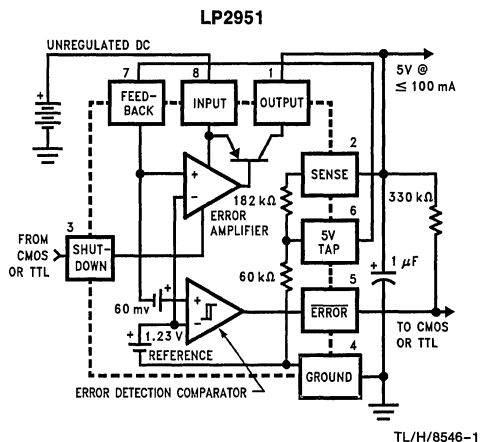 LP2951
UNREGULATED DC
7
8
1
5V @
≤ 100 mA
FEED-
BACK
INPUT
OUTPUT
+
2
SENSE
+
−
182 kΩ
330 kΩ
ERROR
AMPLIFIER
6
5V
TAP
3
FROM
CMOS
OR TTL
SHUT-
DOWN
60 kΩ
+
1 μF
+
60 mv
+
−
5
ERROR
+
1.23 V
REFERENCE
TO CMOS
OR TTL
4
GROUND
ERROR DETECTION COMPARATOR
TL/H/8546-1